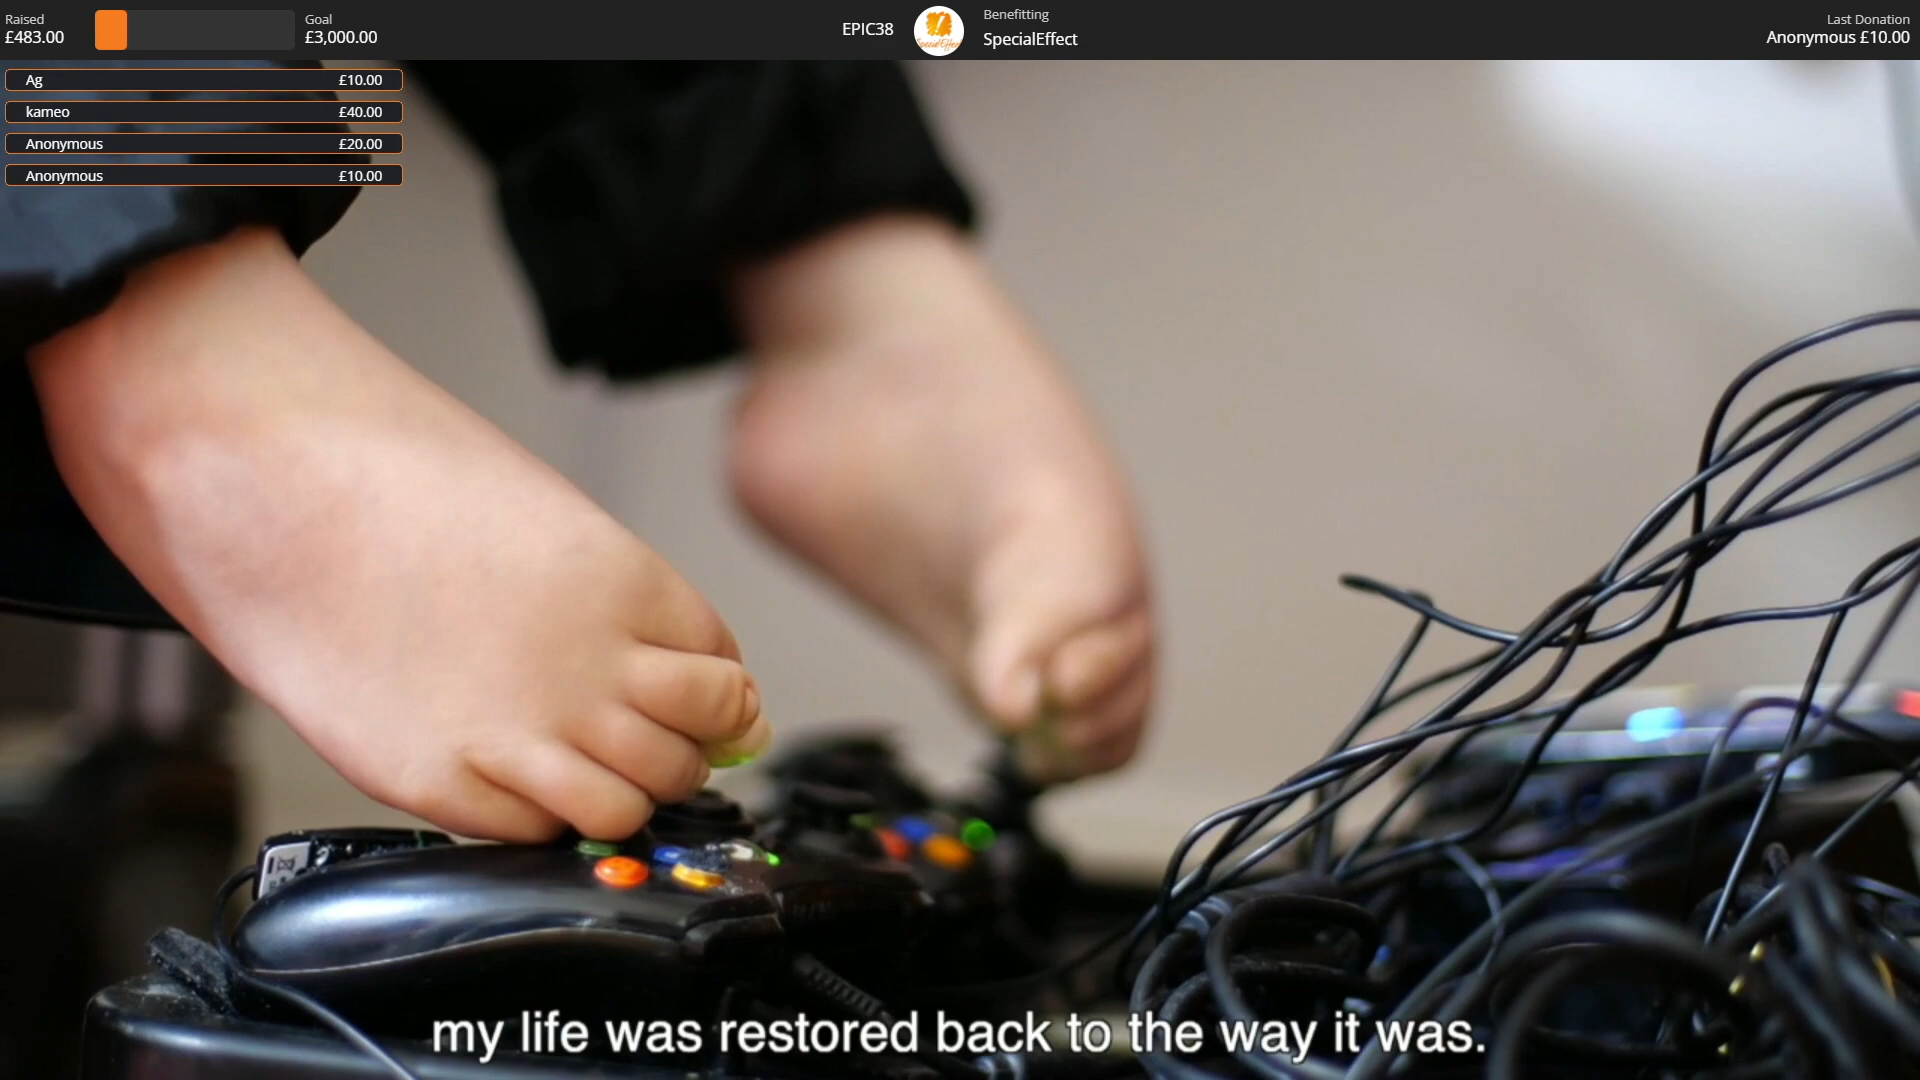 Raised
£483.00
Goal
£3,000.00
EPIC38
SpecialEffect
Benefitting
SpecialEffect
Last Donation
Anonymous £10.00
Ag £10.00
kameo £40.00
Anonymous £20.00
Anonymous £10.00
my life was restored back to the way it was.